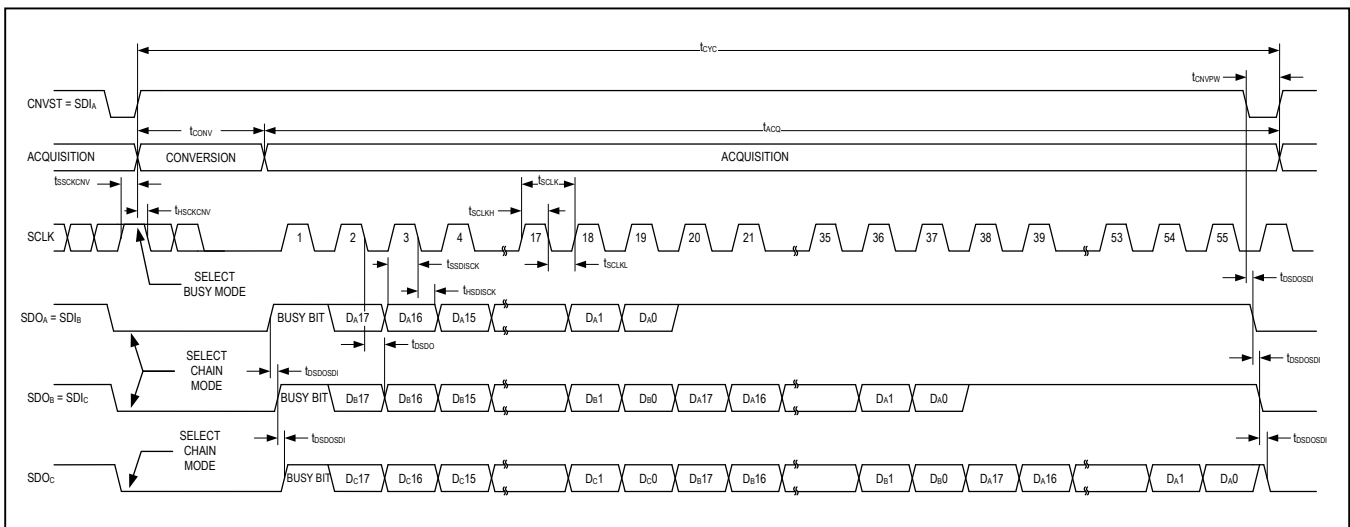 tCYC
tCNVPW
CNVST = SDIA
tCONV
tACQ
ACQUISITION CONVERSION ACQUISITION
tSSCKCNV
tHSCKCNV
tSCLK
tSCLKH
SCLK 1 2 3 4 17 18 19 20 21 35 36 37 38 39 53 54 55
tSCLKL
SELECT
BUSY MODE
tSSDISCK
tHSDISCK
tDSDOSDI
SDOA = SDIB BUSY BIT DA17 DA16 DA15 DA1 DA0
tDSDO
SELECT
CHAIN
MODE
tDSDOSDI
tDSDOSDI
SDOB = SDIC BUSY BIT DB17 DB16 DB15 DB1 DB0 DA17 DA16 DA1 DA0
SELECT
CHAIN
MODE
tDSDOSDI
SDOC BUSY BIT DC17 DC16 DC15 DC1 DC0 DB17 DB16 DB1 DB0 DA17 DA16 DA1 DA0